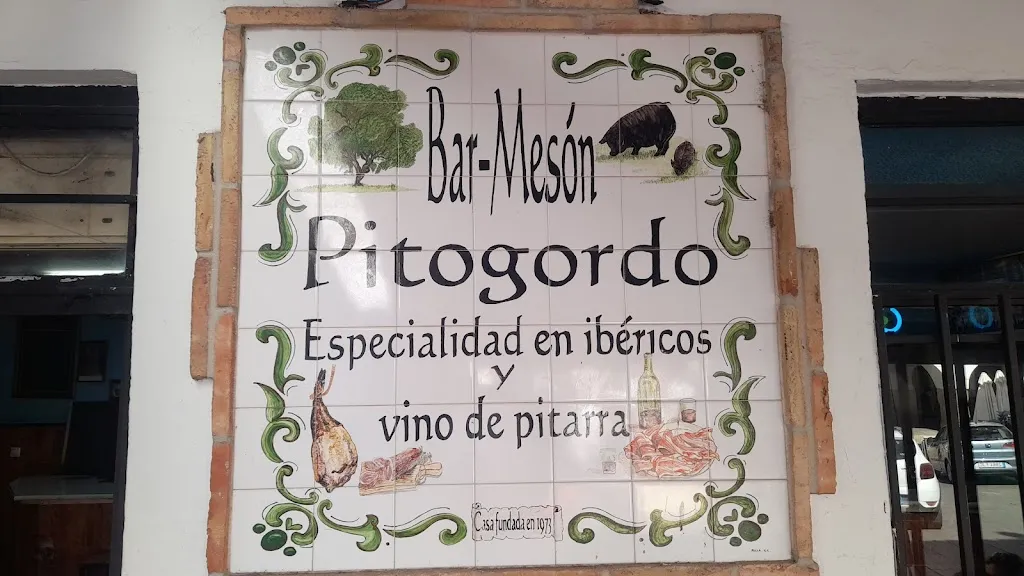 Bar-Mesón
Pitogordo
Especialidad en ibéricos
y
vino de pitarra
Casa fundada en 1973